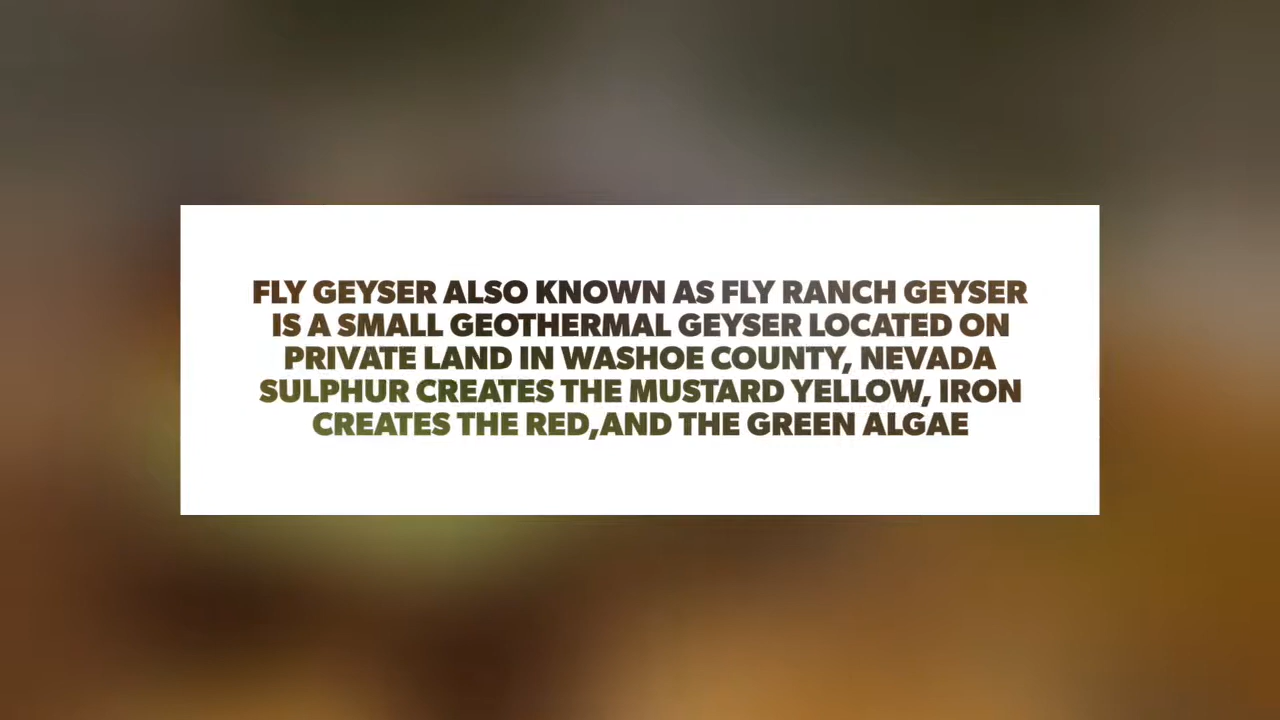 FLY GEYSER ALSO KNOWN AS FLY RANCH GEYSER
IS A SMALL GEOTHERMAL GEYSER LOCATED ON
PRIVATE LAND IN WASHOE COUNTY, NEVADA
SULPHUR CREATES THE MUSTARD YELLOW, IRON
CREATES THE RED,AND THE GREEN ALGAE